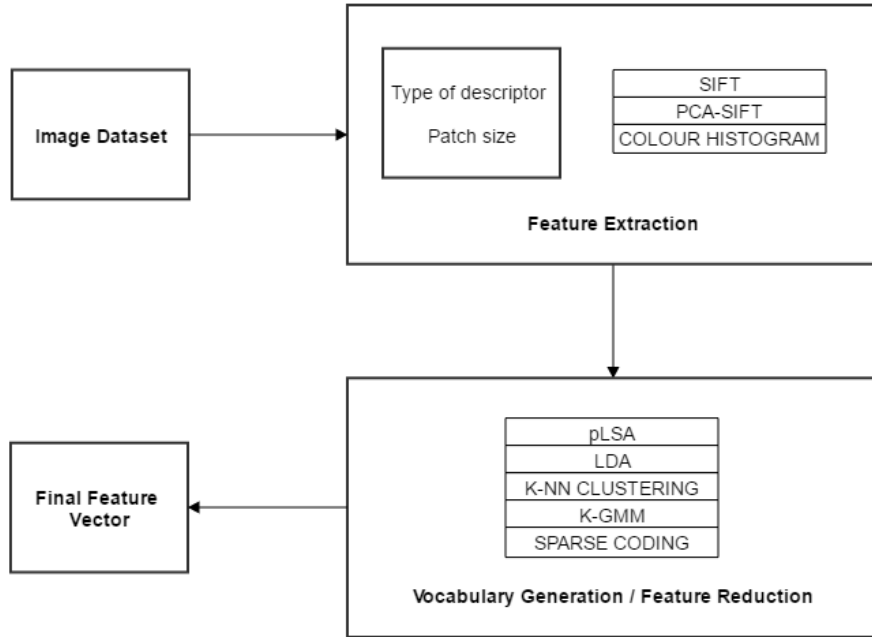 Image Dataset
Type of descriptor
Patch size
SIFT
PCA-SIFT
COLOUR HISTOGRAM
Feature Extraction
pLSA
LDA
K-NN CLUSTERING
K-GMM
SPARSE CODING
Vocabulary Generation / Feature Reduction
Final Feature
Vector